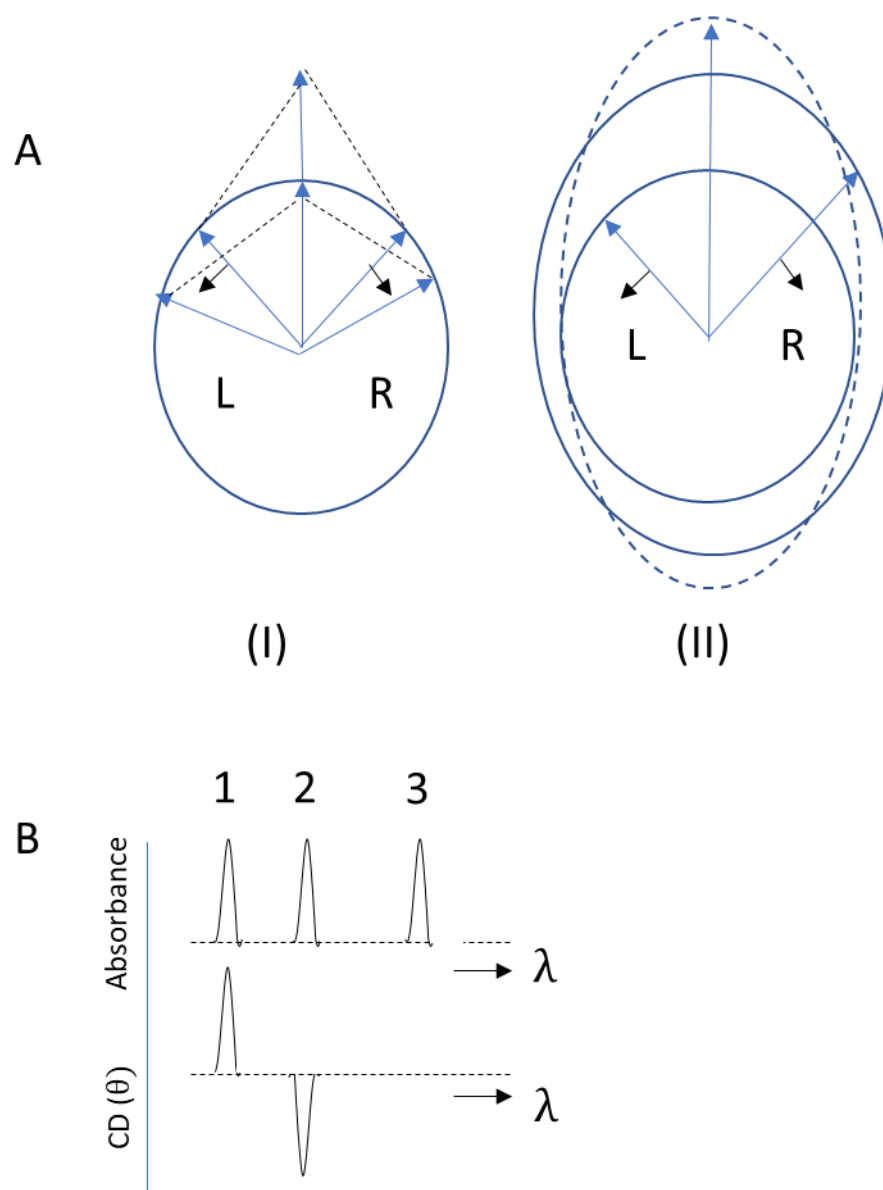 A
L R
L R
(I)
(II)
1 2 3
B
Absorbance
λ
CD (θ)
λ